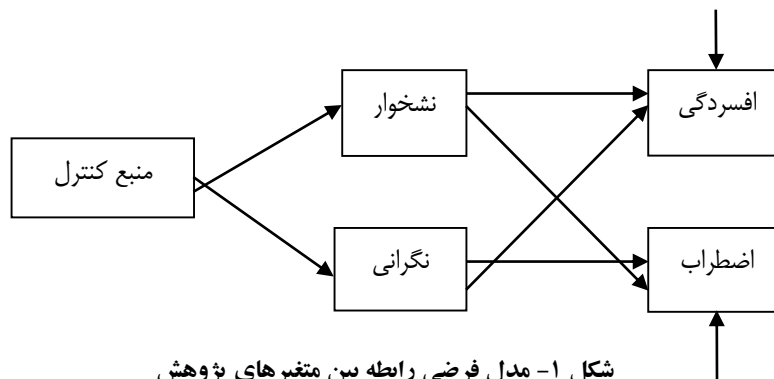 افسردگی
نشخوار
منبع کنترل
اضطراب
نگرانی
شکل ۱- مدل فرضی رابطه بین متغیرهای پژوهش